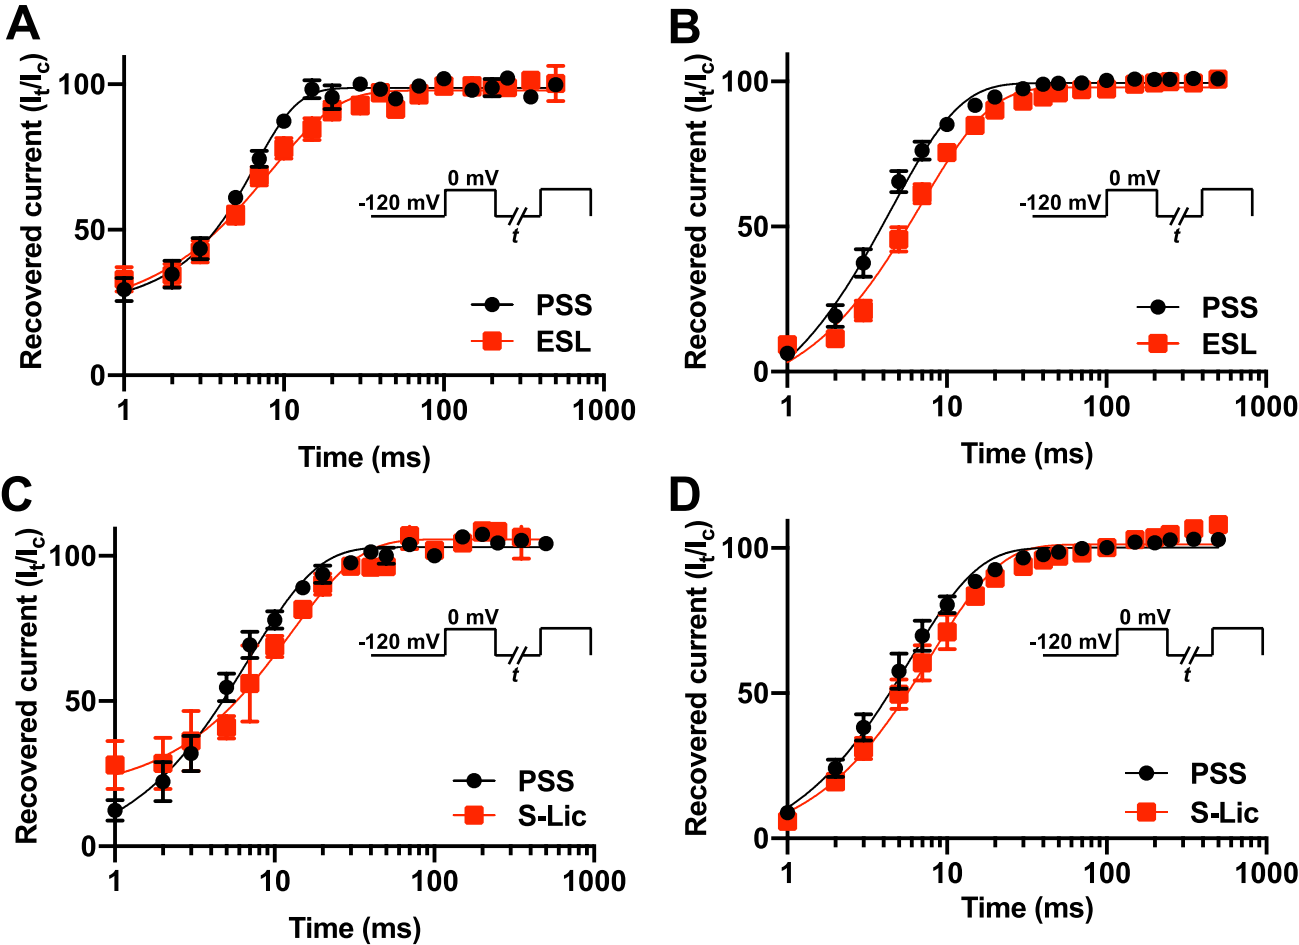 A
Recovered current (It/Ic)
100
50
0
0 mV
-120 mV
t
PSS
ESL
1
10
100
1000
Time (ms)
B
Recovered current (It/Ic)
100
50
0
0 mV
-120 mV
t
PSS
ESL
1
10
100
1000
Time (ms)
C
Recovered current (It/Ic)
100
50
0
0 mV
-120 mV
t
PSS
S-Lic
1
10
100
1000
Time (ms)
D
Recovered current (It/Ic)
100
50
0
0 mV
-120 mV
t
PSS
S-Lic
1
10
100
1000
Time (ms)